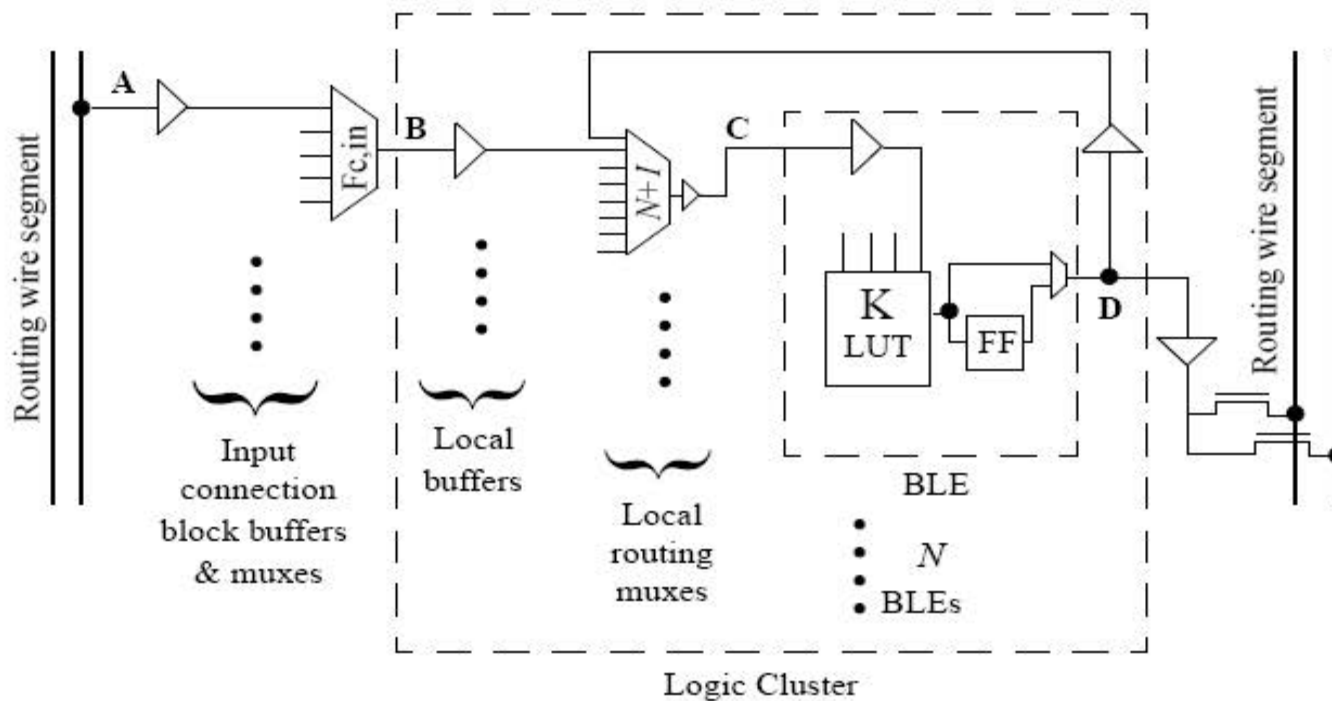 Routing wire segment
A
Fc,in
B
N+I
C
K
LUT
FF
D
Routing wire segment
Input
connection
block buffers
& muxes
Local
buffers
Local
routing
muxes
BLE
N
BLEs
Logic Cluster